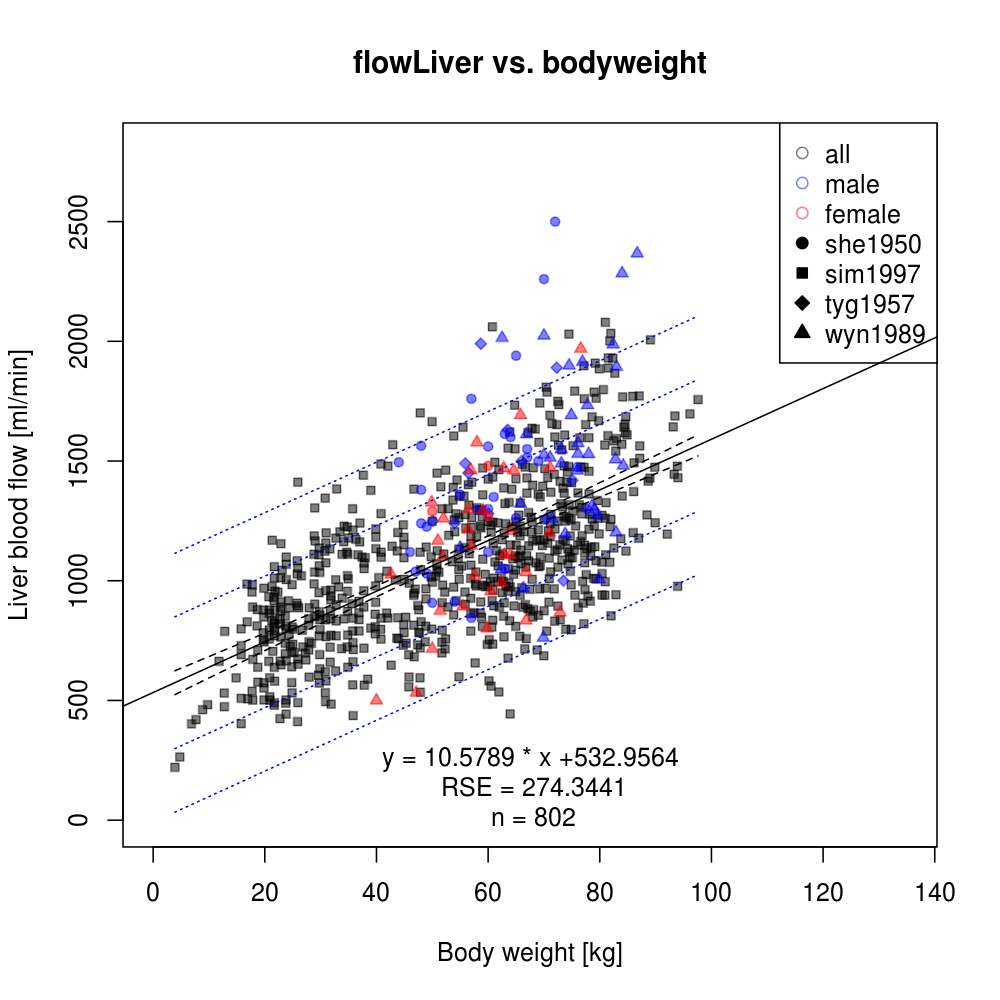 flowLiver vs. bodyweight
all
male
female
she1950
sim1997
tyg1957
wyn1989
Liver blood flow [ml/min]
2500
2000
1500
1000
500
0
y = 10.5789 * x +532.9564
RSE = 274.3441
n = 802
0 20 40 60 80 100 120 140
Body weight [kg]